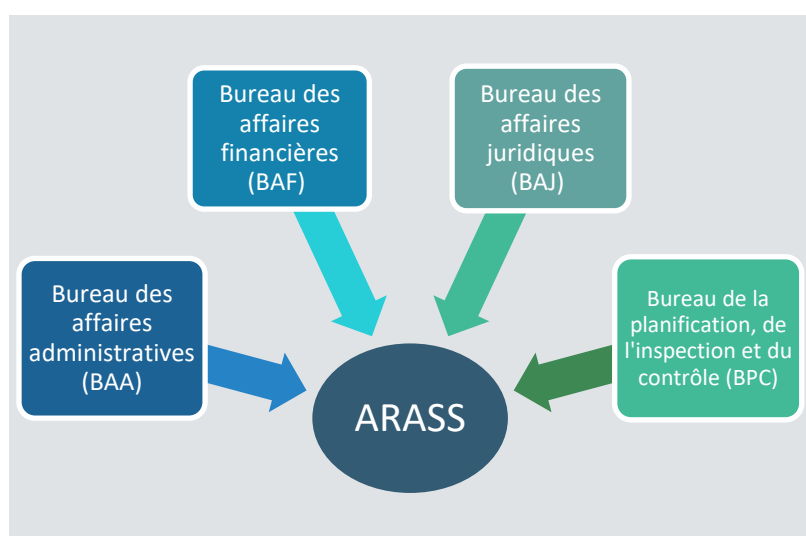 Bureau des
affaires
financières
(BAF)
Bureau des
affaires
juridiques
(BAJ)
Bureau des
affaires
administratives
(BAA)
Bureau de la
planification, de
l'inspection et du
contrôle (BPC)
ARASS